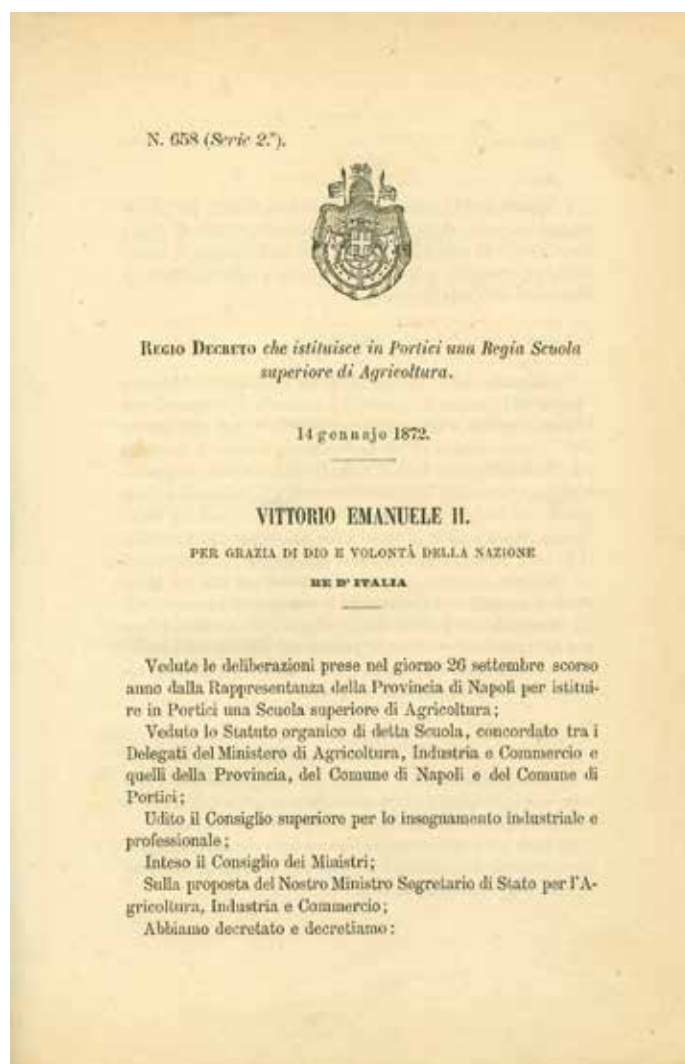 N. 658 (Serie 2.ª).
REGIO DECRETO che istituisce in Portici una Regia Scuola
superiore di Agricoltura.
14 gennajo 1872.
VITTORIO EMANUELE II.
PER GRAZIA DI DIO E VOLONTÀ DELLA NAZIONE
RE D'ITALIA
Vedute le deliberazioni prese nel giorno 26 settembre scorso
anno dalla Rappresentanza della Provincia di Napoli per istitui-
re in Portici una Scuola superiore di Agricoltura;
Veduto lo Statuto organico di detta Scuola, concordato tra i
Delegati del Ministero di Agricoltura, Industria e Commercio e
quelli della Provincia, del Comune di Napoli e del Comune di
Portici;
Udito il Consiglio superiore per lo insegnamento industriale e
professionale;
Inteso il Consiglio dei Ministri;
Sulla proposta del Nostro Ministro Segretario di Stato per l'A-
gricoltura, Industria e Commercio;
Abbiamo decretato e decretiamo: